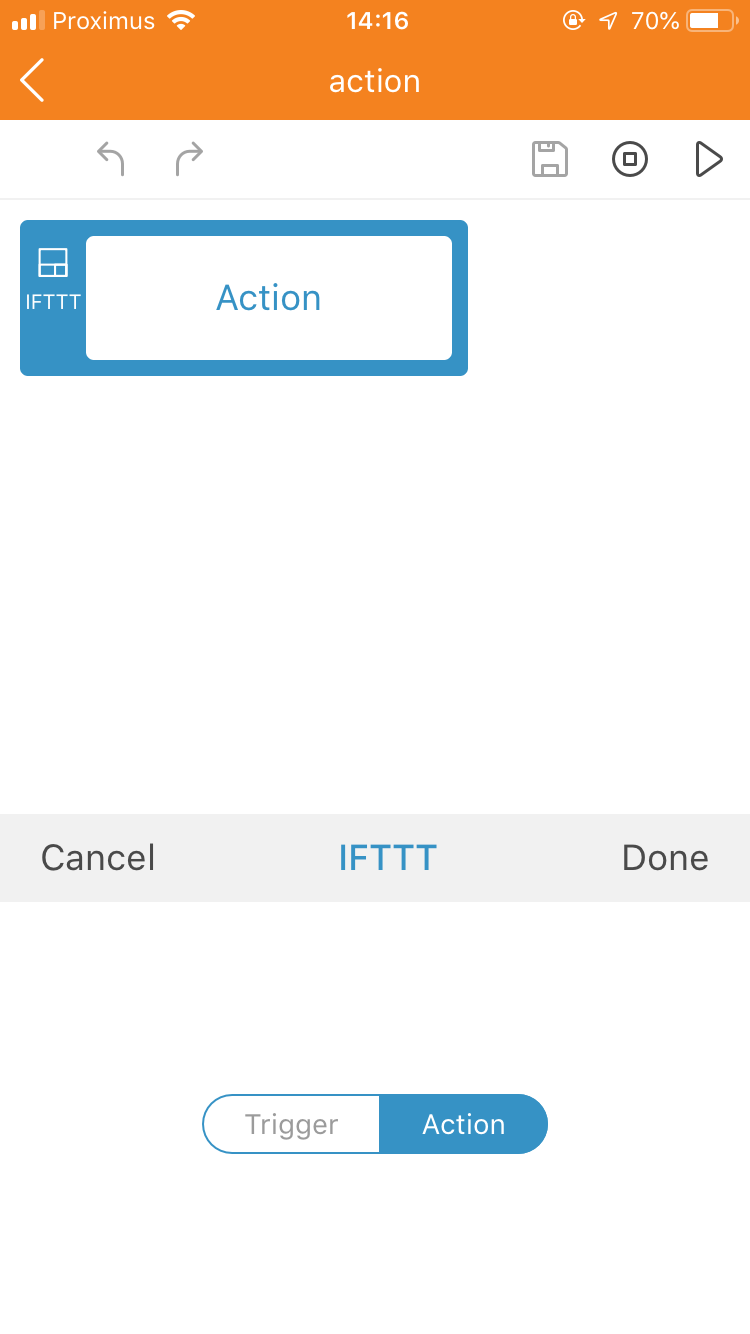 Proximus 14:16 70%
action
IFTTT
Action
Cancel IFTTT Done
Trigger Action